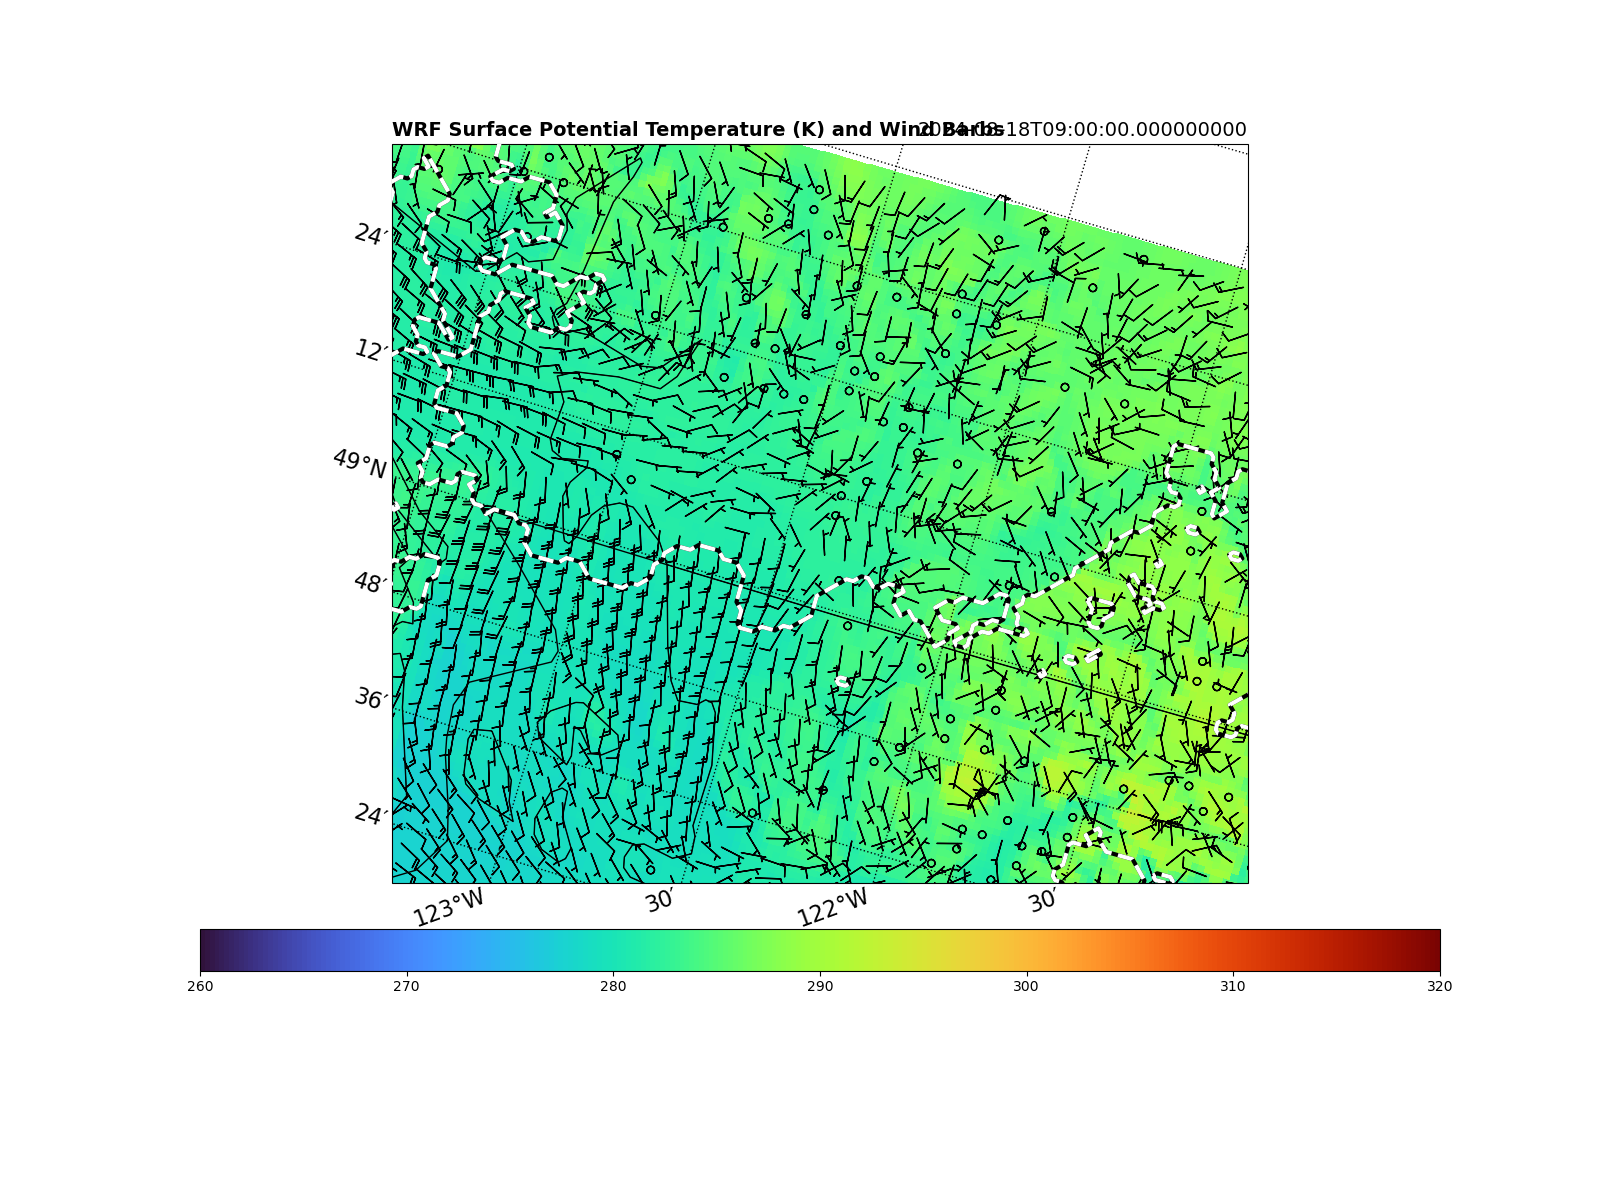 WRF Surface Potential Temperature (K) and Wind Barbs
24′
12′
49°N
48′
36′
24′
123°W 30′ 122°W 30′
260 270 280 290 300 310 320